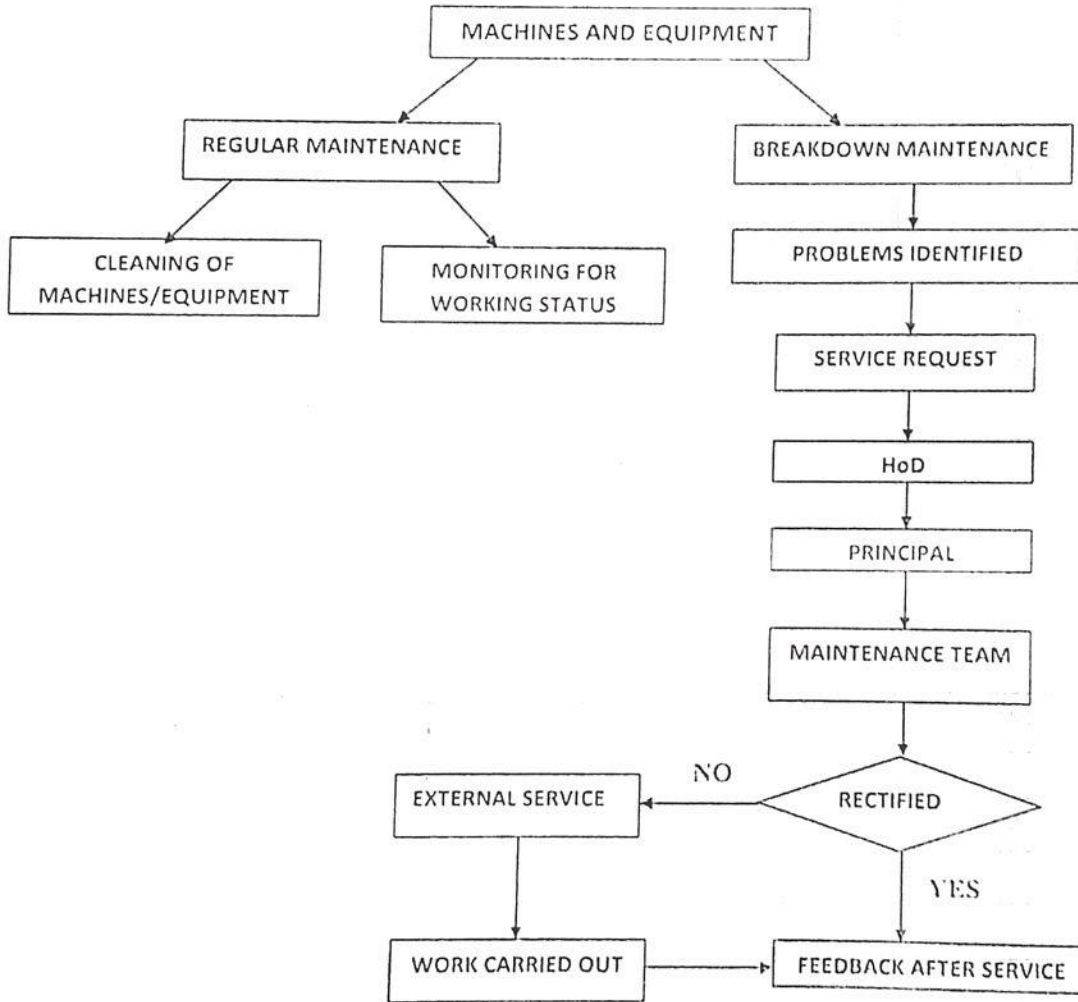 MACHINES AND EQUIPMENT
REGULAR MAINTENANCE
BREAKDOWN MAINTENANCE
CLEANING OF
MACHINES/EQUIPMENT
MONITORING FOR
WORKING STATUS
PROBLEMS IDENTIFIED
SERVICE REQUEST
HoD
PRINCIPAL
MAINTENANCE TEAM
RECTIFIED
NO
EXTERNAL SERVICE
YES
WORK CARRIED OUT
FEEDBACK AFTER SERVICE